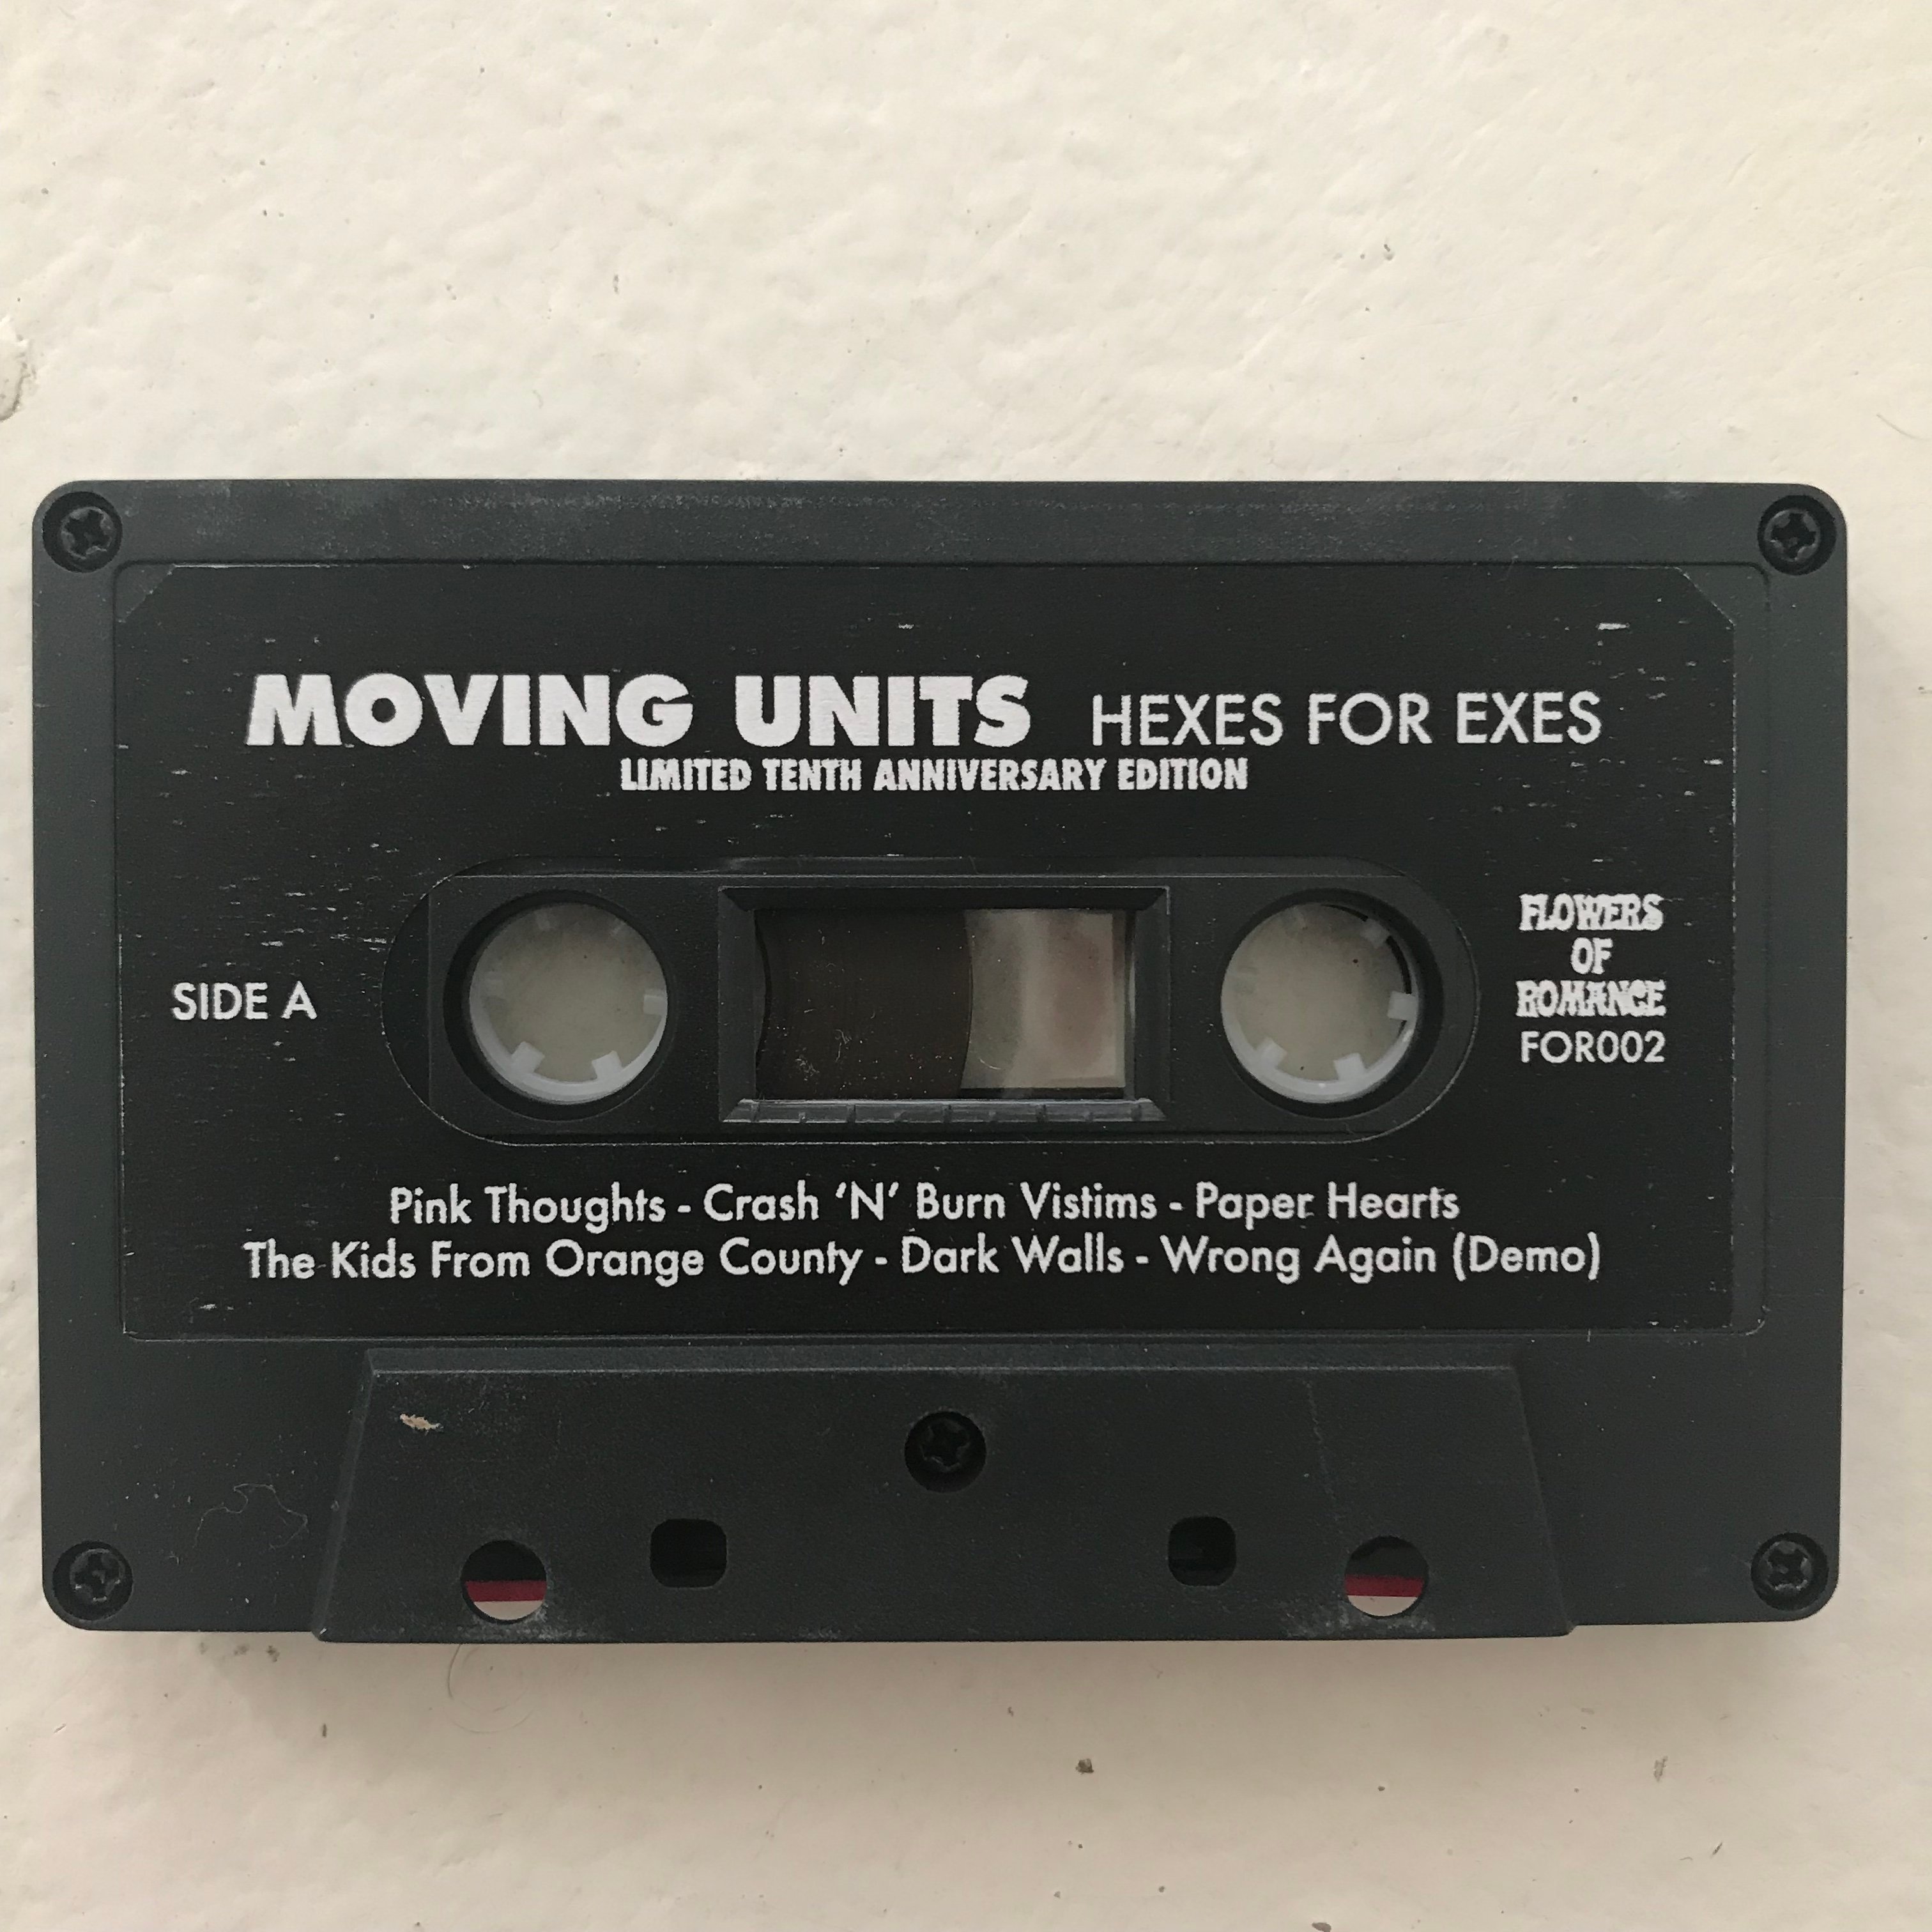 MOVING UNITS HEXES FOR EXES
LIMITED TENTH ANNIVERSARY EDITION
SIDE A
FLOWERS
OF
ROMANCE
FOR002
Pink Thoughts - Crash ‘N’ Burn Vistims - Paper Hearts
The Kids From Orange County - Dark Walls - Wrong Again (Demo)